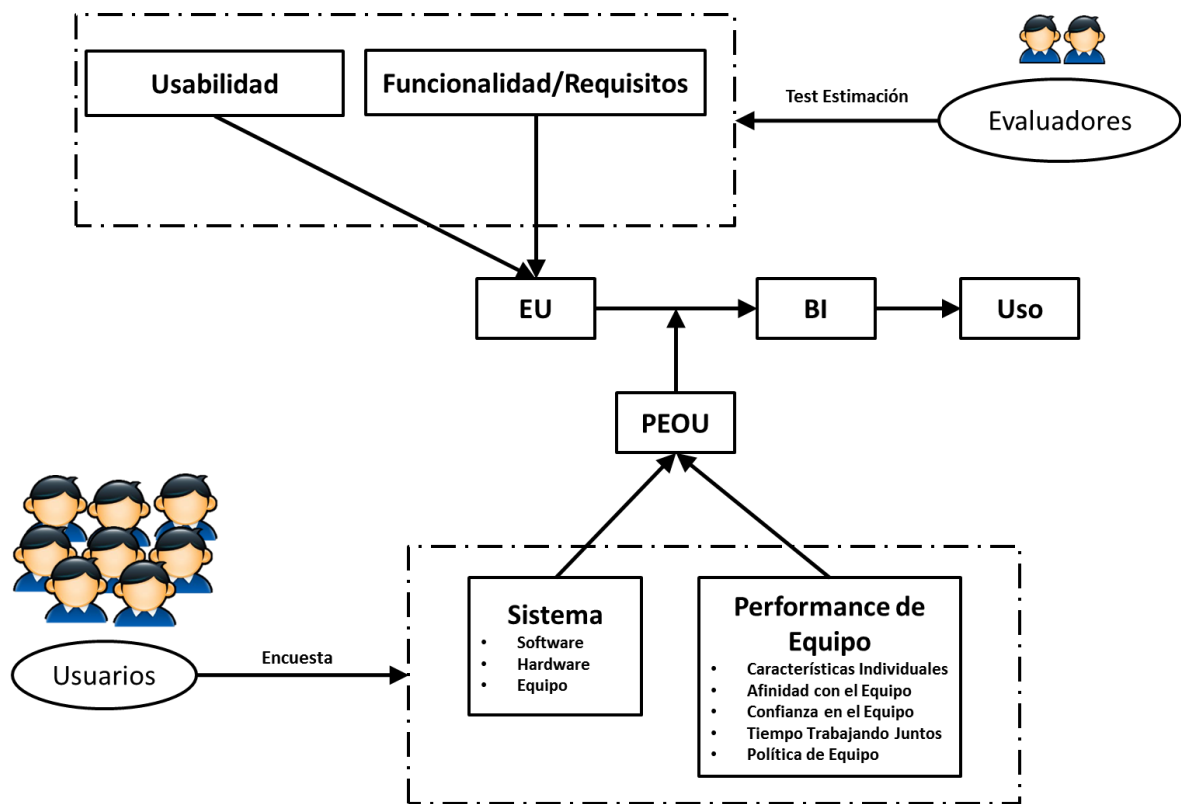 Usabilidad
Funcionalidad/Requisitos
Test Estimación
Evaluadores
EU
BI
Uso
PEOU
Usuarios
Encuesta
Sistema
• Software
• Hardware
• Equipo
Performance de
Equipo
• Característícas Individuales
• Afinidad con el Equipo
• Confianza en el Equipo
• Tiempo Trabajando Juntos
• Política de Equipo